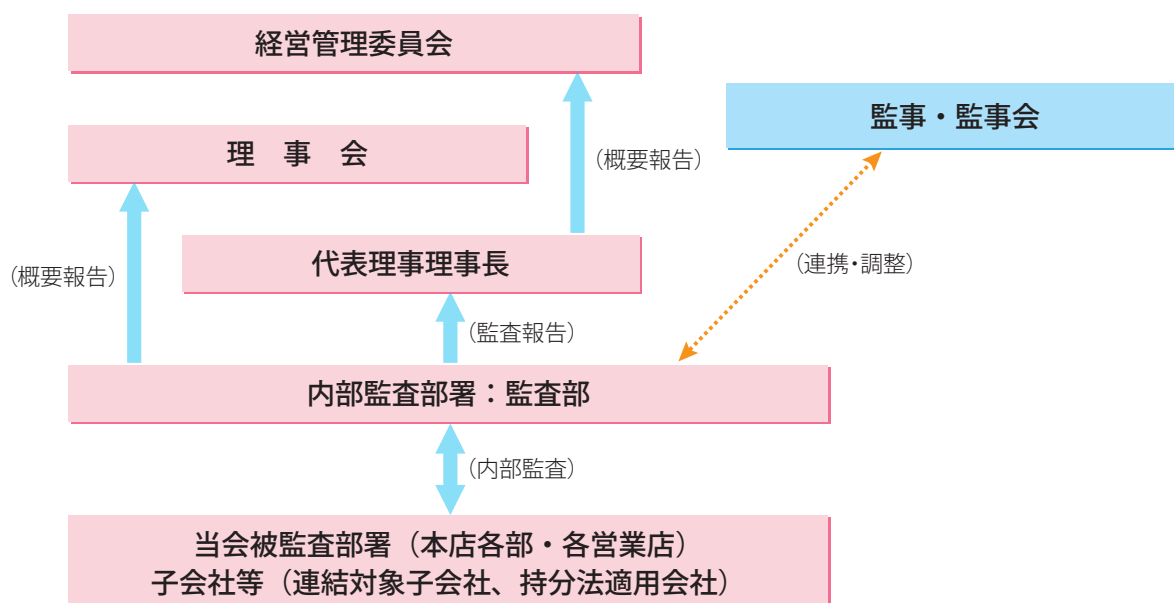 経営管理委員会
監事・監事会
理　事　会
（概要報告）
代表理事理事長
（連携・調整）
（概要報告）
（監査報告）
内部監査部署：監査部
（内部監査）
当会被監査部署（本店各部・各営業店）
子会社等（連結対象子会社、持分法適用会社）